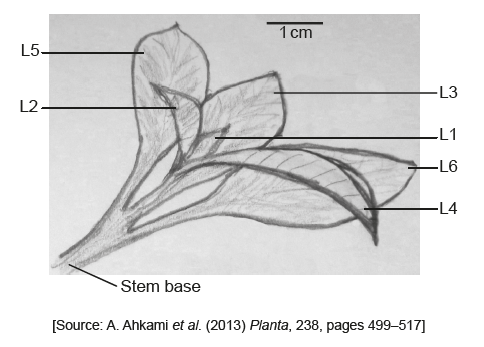 1 cm
L5
L3
L2
L1
L6
L4
Stem base
[Source: A. Ahkami et al. (2013) Planta, 238, pages 499–517]